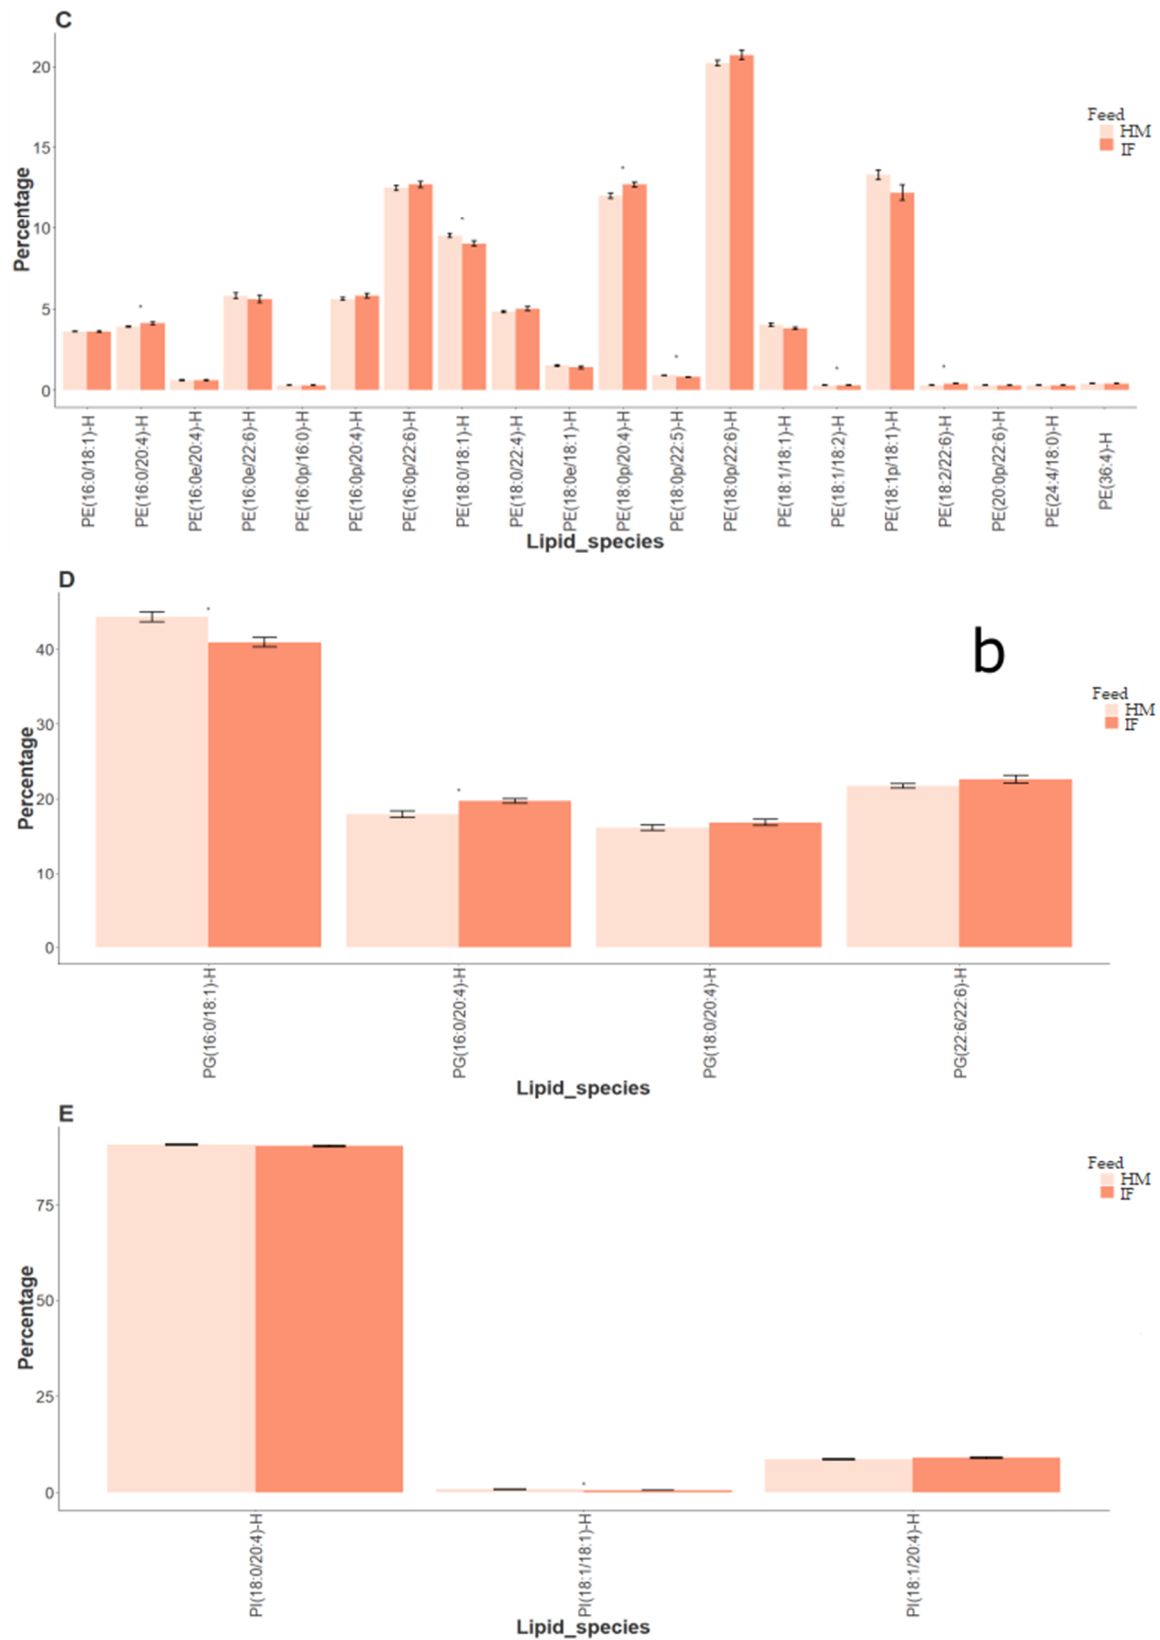 C
20
15
10
5
0
Percentage
Feed
HM
IF
PE(16:0/18:1)-H
PE(16:0/20:4)-H
PE(16:0e/20:4)-H
PE(16:0e/22:6)-H
PE(16:0p/16:0)-H
PE(16:0p/20:4)-H
PE(16:0p/22:6)-H
PE(18:0/18:1)-H
PE(18:0/22:4)-H
PE(18:0e/18:1)-H
PE(18:0p/20:4)-H
PE(18:0p/22:5)-H
PE(18:0p/22:6)-H
PE(18:1/18:1)-H
PE(18:1/18:2)-H
PE(18:1p/18:1)-H
PE(18:2/22:6)-H
PE(20:0p/22:6)-H
PE(24:4/18:0)-H
PE(36:4)-H
Lipid_species
D
b
40
30
20
10
0
Percentage
Feed
HM
IF
PG(16:0/18:1)-H
PG(16:0/20:4)-H
PG(18:0/20:4)-H
PG(22:6/22:6)-H
Lipid_species
E
75
50
25
0
Percentage
Feed
HM
IF
PI(18:0/20:4)-H
PI(18:1/18:1)-H
PI(18:1/20:4)-H
Lipid_species